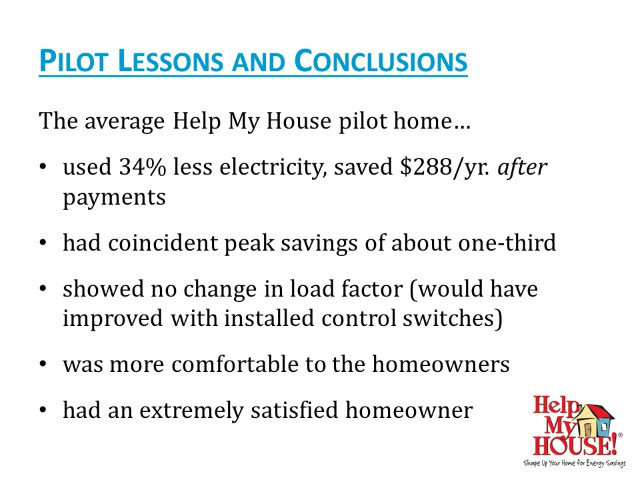 PILOT LESSONS AND CONCLUSIONS
The average Help My House pilot home…
• used 34% less electricity, saved $288/yr. after
payments
• had coincident peak savings of about one-third
• showed no change in load factor (would have
improved with installed control switches)
• was more comfortable to the homeowners
• had an extremely satisfied homeowner
Help
My
HOUSE!®
Shape Up Your Home for Energy Savings